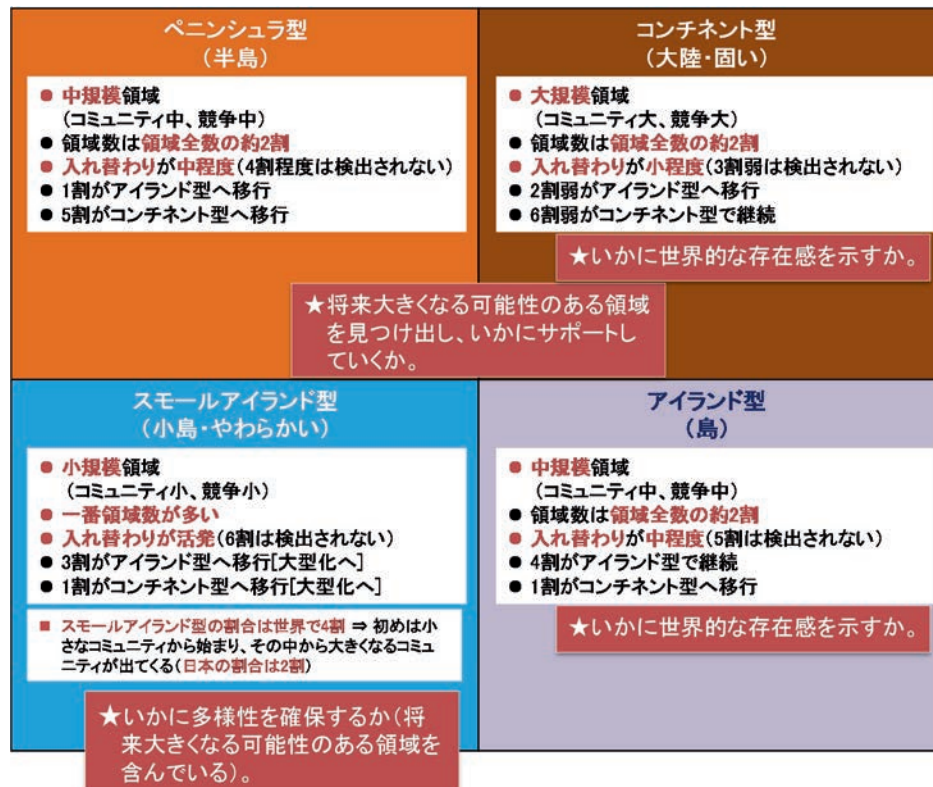 ペニンシュラ型
(半島)
● 中規模領域
(コミュニティ中、競争中)
● 領域数は領域全数の約2割
● 入れ替わりが中程度(4割程度は検出されない)
● 1割がアイランド型へ移行
● 5割がコンチネント型へ移行
コンチネント型
(大陸・固い)
● 大規模領域
(コミュニティ大、競争大)
● 領域数は領域全数の約2割
● 入れ替わりが小程度(3割弱は検出されない)
● 2割弱がアイランド型へ移行
● 6割弱がコンチネント型で継続
★いかに世界的な存在感を示すか。
★将来大きくなる可能性のある領域
を見つけ出し、いかにサポートし
ていくか。
スモールアイランド型
(小島・やわらかい)
● 小規模領域
(コミュニティ小、競争小)
● 一番領域数が多い
● 入れ替わりが活発(6割は検出されない)
● 3割がアイランド型へ移行[大型化へ]
● 1割がコンチネント型へ移行[大型化へ]
■ スモールアイランド型の割合は世界で4割 ⇒ 初めは小
さなコミュニティから始まり、その中から大きくなるコミュ
ニティが出てくる(日本の割合は2割)
★いかに多様性を確保するか(将
来大きくなる可能性のある領域を
含んでいる)。
アイランド型
(島)
● 中規模領域
(コミュニティ中、競争中)
● 領域数は領域全数の約2割
● 入れ替わりが中程度(5割は検出されない)
● 4割がアイランド型で継続
● 1割がコンチネント型へ移行
★いかに世界的な存在感を示すか。